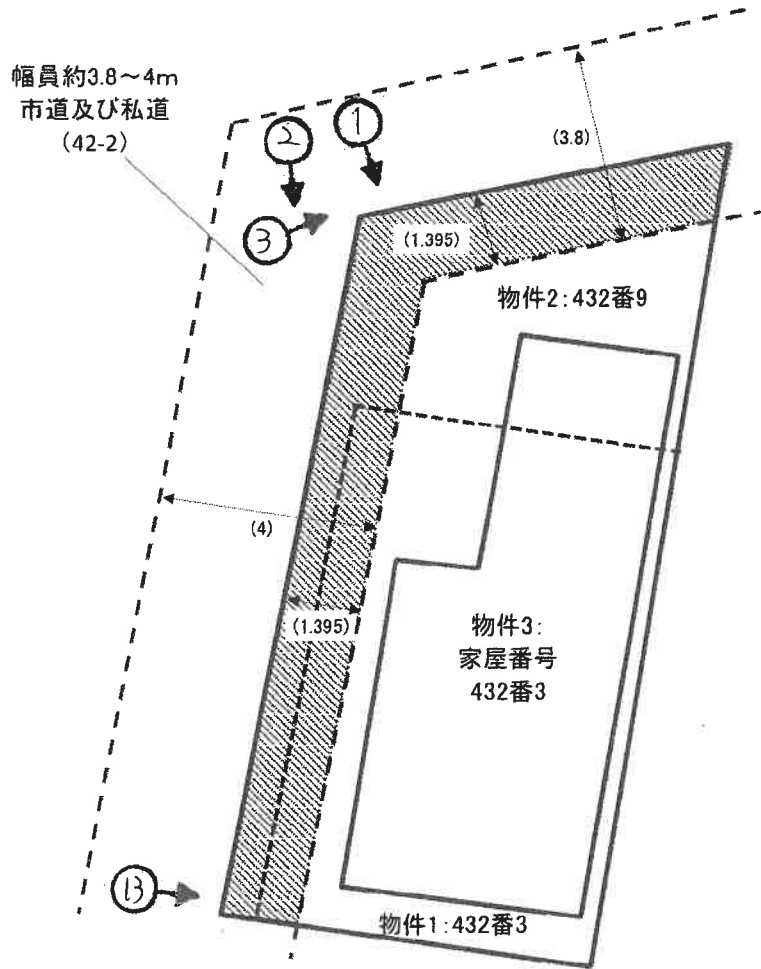 幅員約3.8～4m
市道及び私道
(42-2)
②
①
③
(3.8)
(1.395)
物件2:432番9
(4)
(1.395)
物件3:
家屋番号
432番3
⑬
物件1:432番3